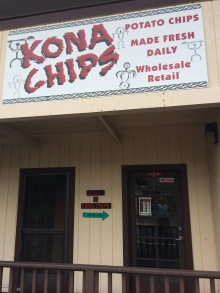 KONA
CHIPS
POTATO CHIPS
MADE FRESH
DAILY
Wholesale
Retail